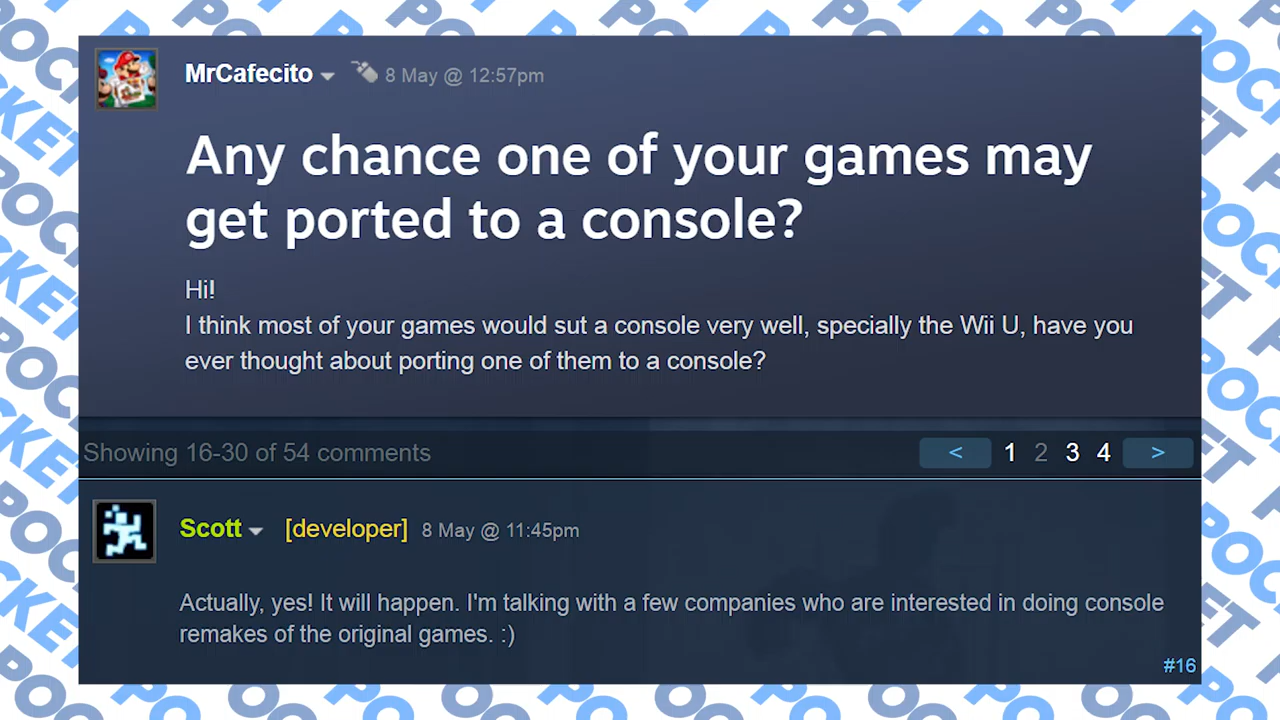 MrCafecito 8 May @ 12:57pm
Any chance one of your games may
get ported to a console?
Hi!
I think most of your games would sut a console very well, specially the Wii U, have you
ever thought about porting one of them to a console?
Showing 16-30 of 54 comments < 1 2 3 4 >
Scott [developer] 8 May @ 11:45pm
Actually, yes! It will happen. I'm talking with a few companies who are interested in doing console
remakes of the original games. :)
#16
POCKET